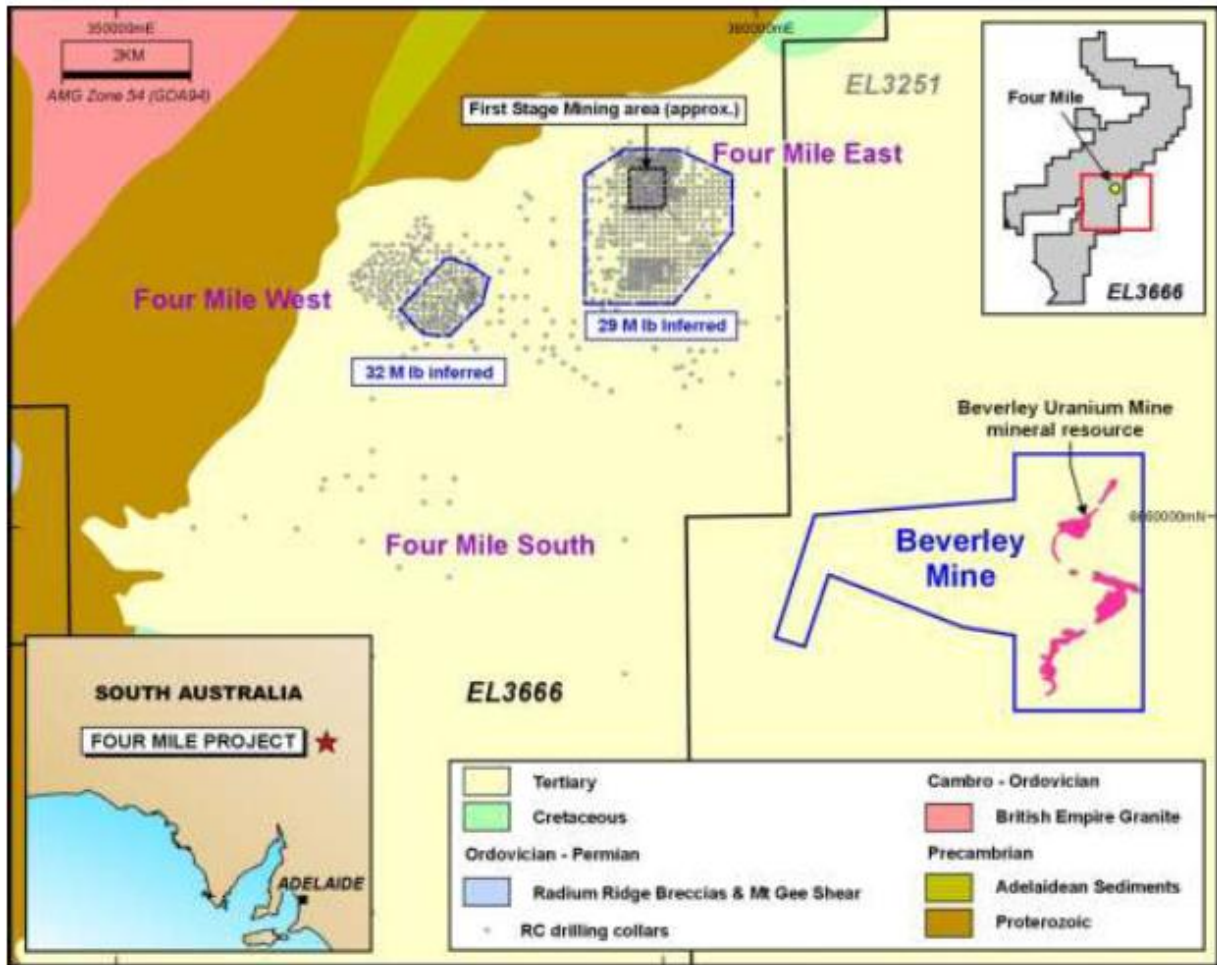 350000mE
360000mE
2KM
AMG Zone 54 (GDA94)
EL3251
First Stage Mining area (approx.)
Four Mile East
Four Mile
EL3666
Four Mile West
29 M lb inferred
32 M lb inferred
Beverley Uranium Mine
mineral resource
6660000mN
Four Mile South
Beverley
Mine
EL3666
SOUTH AUSTRALIA
FOUR MILE PROJECT
ADELAIDE
Tertiary
Cretaceous
Ordovician - Permian
Radium Ridge Breccias & Mt Gee Shear
RC drilling collars
Cambro - Ordovician
British Empire Granite
Precambrian
Adelaidean Sediments
Proterozoic